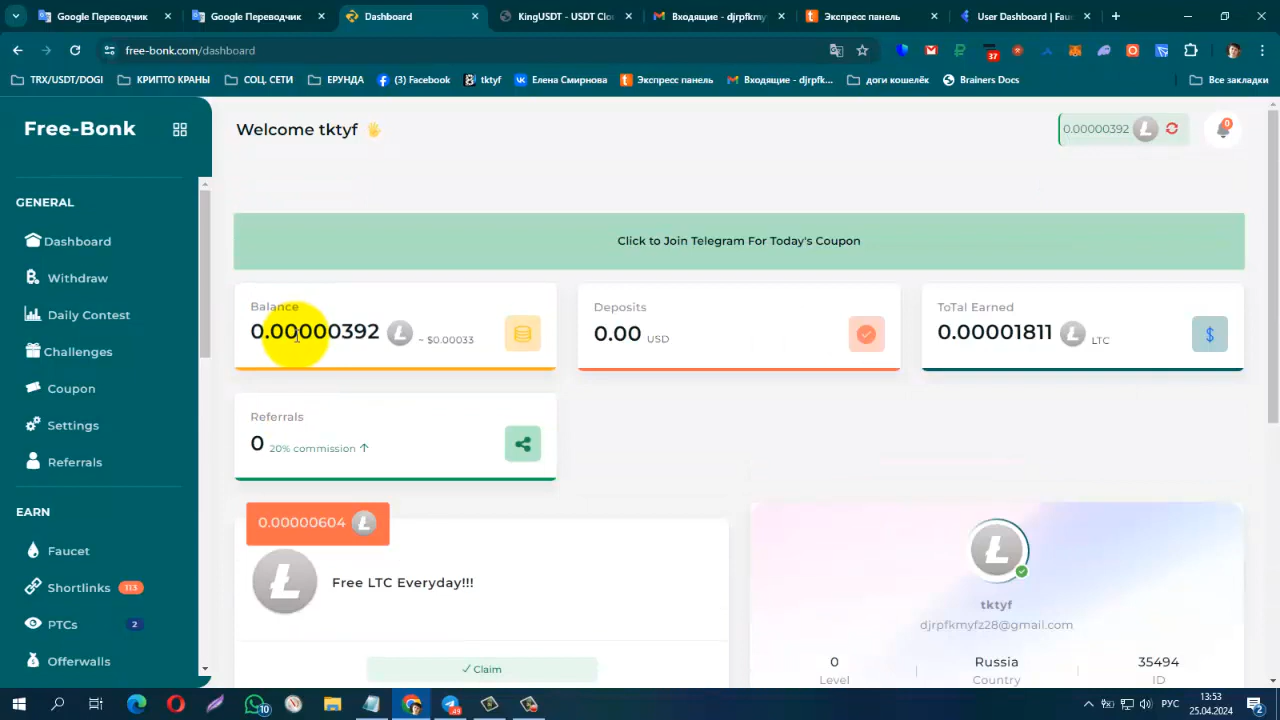 Google Переводчик
Google Переводчик
Dashboard
KingUSDT - USDT Clo
Входящие - djrpfkmy
Экспресс панель
User Dashboard | Fauc
free-bonk.com/dashboard
37
TRX/USDT/DOGI
КРИПТО КРАНЫ
СОЦ. СЕТИ
ЕРУНДА
(3) Facebook
tktyf
Елена Смирнова
Экспресс панель
Входящие - djrpfk...
доги кошелёк
Brainers Docs
Все закладки
Free-Bonk
Welcome tktyf
0.00000392
0
GENERAL
Dashboard
Withdraw
Daily Contest
Challenges
Coupon
Settings
Referrals
EARN
Faucet
Shortlinks 113
PTCs 2
Offerwalls
Click to Join Telegram For Today's Coupon
Balance
0.00000392 ~ $0.00033
Deposits
0.00 USD
ToTal Earned
0.00001811 LTC
Referrals
0 20% commission ↑
0.00000604
Free LTC Everyday!!!
✓ Claim
tktyf
djrpfkmyfz28@gmail.com
0
Level
Russia
Country
35494
ID
10
РУС
13:53
25.04.2024
2